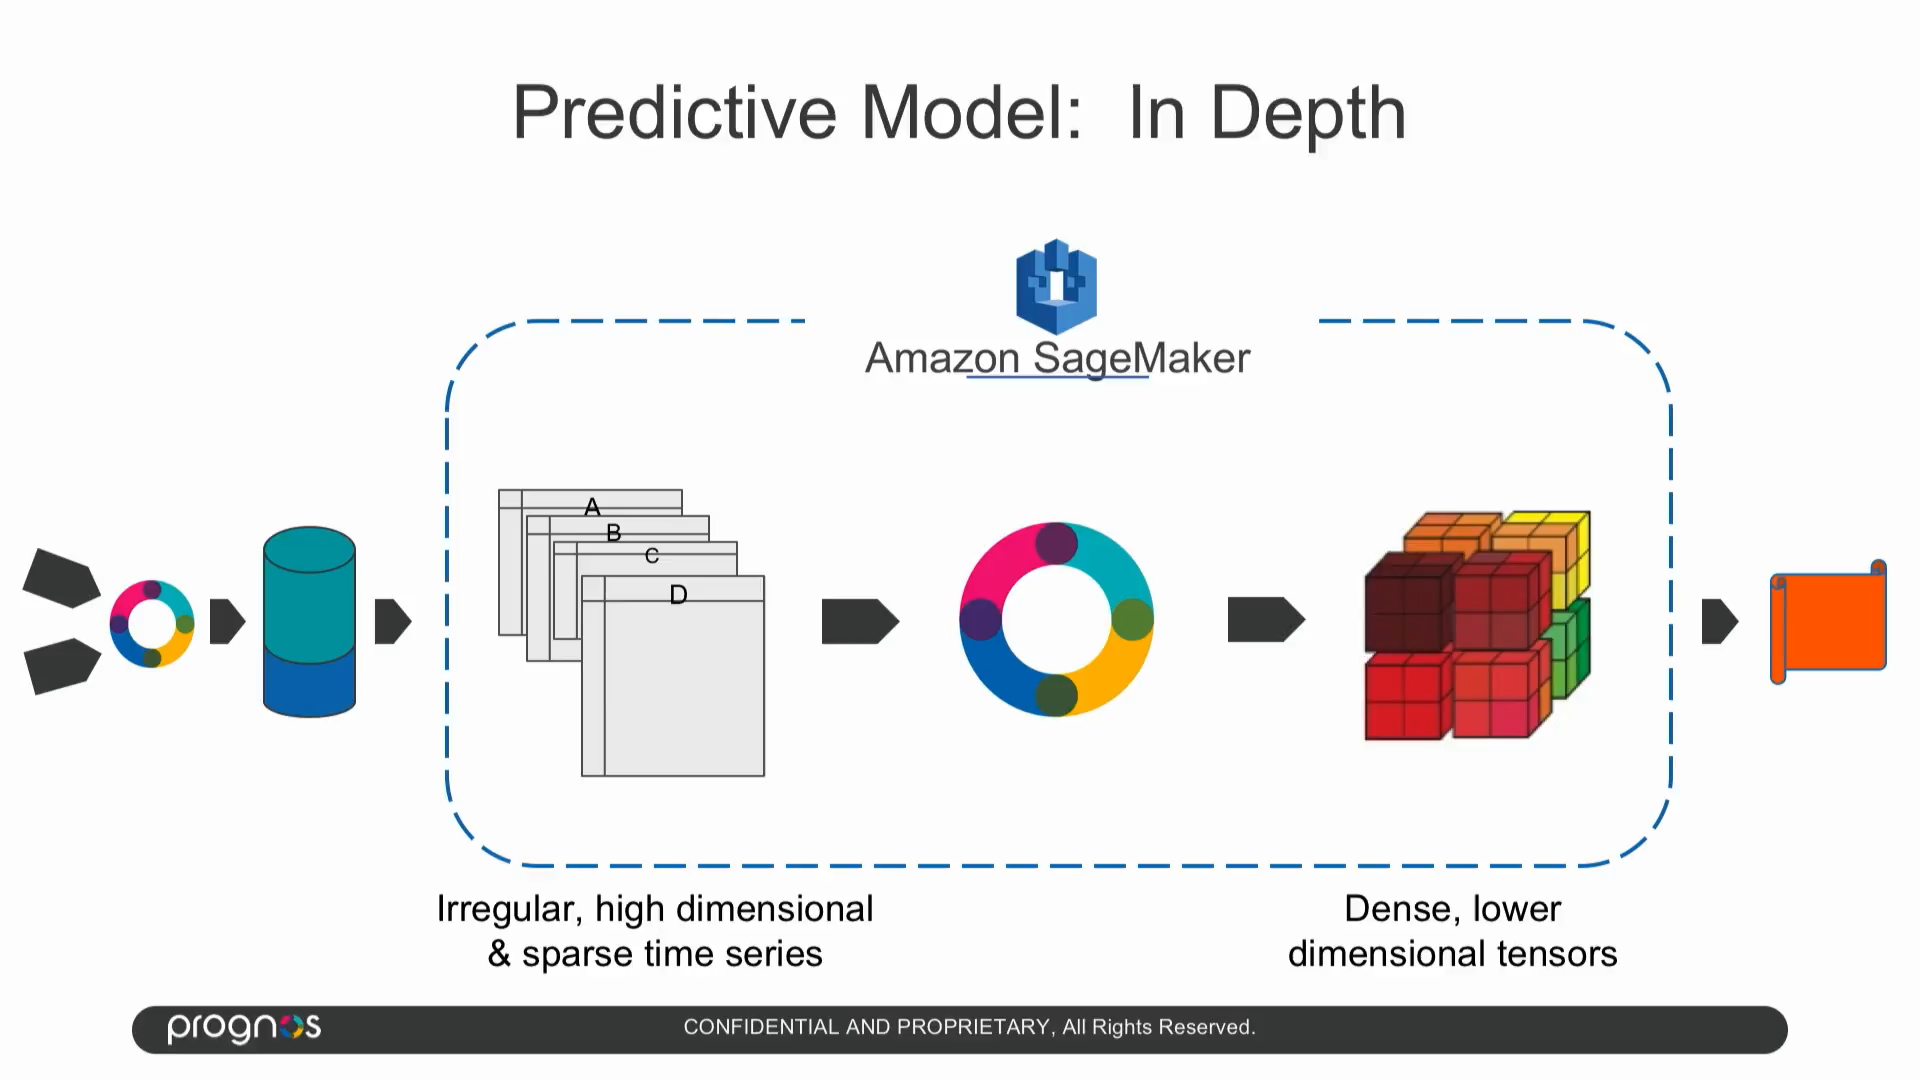 Predictive Model:  In Depth
Amazon SageMaker
A
B
C
D
Irregular, high dimensional
& sparse time series
Dense, lower
dimensional tensors
prognos
CONFIDENTIAL AND PROPRIETARY, All Rights Reserved.